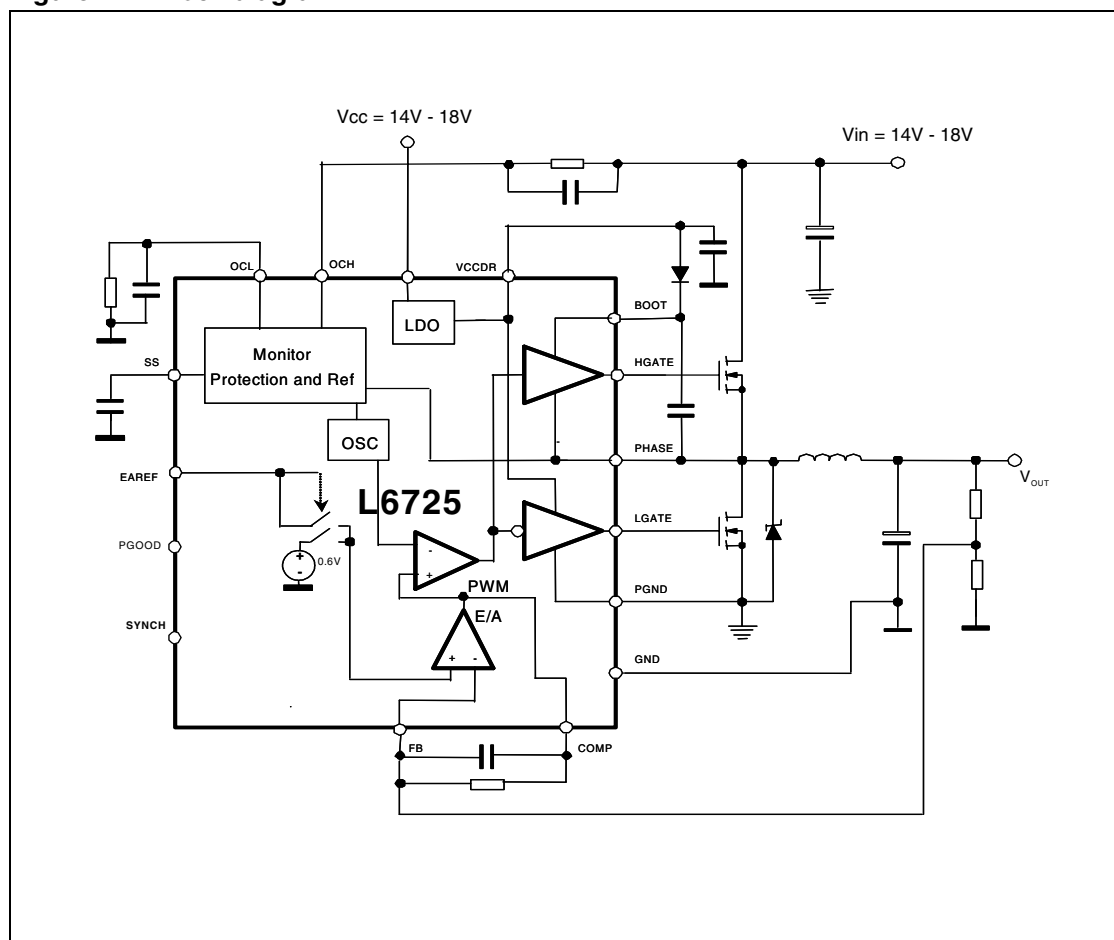 Vcc = 14V - 18V
Vin = 14V - 18V
OCL
OCH
VCCDR
BOOT
LDO
Monitor
Protection and Ref
HGATE
SS
OSC
PHASE
EAREF
L6725
LGATE
PGOOD
0.6V
PWM
E/A
PGND
SYNCH
GND
FB
COMP
VOUT
+
-
-
+
+ -
-